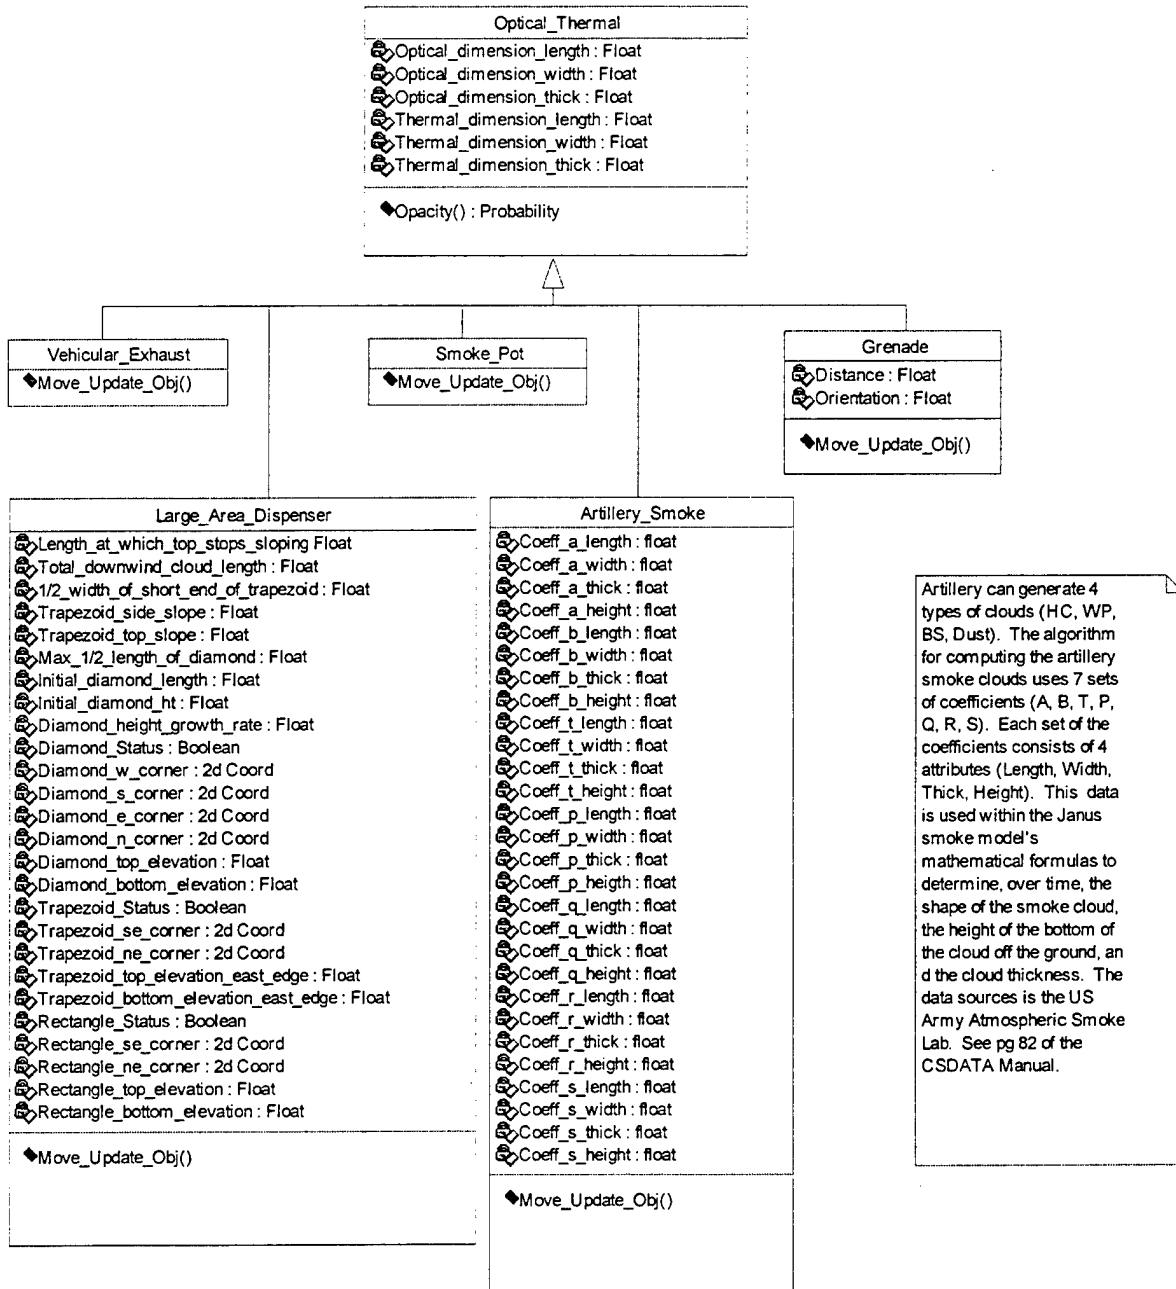 Optical_Thermal
Optical_dimension_length : Float
Optical_dimension_width : Float
Optical_dimension_thick : Float
Thermal_dimension_length : Float
Thermal_dimension_width : Float
Thermal_dimension_thick : Float
Opacity() : Probability
Vehicular_Exhaust
Move_Update_Obj()
Smoke_Pot
Move_Update_Obj()
Grenade
Distance : Float
Orientation : Float
Move_Update_Obj()
Large_Area_Dispenser
Length_at_which_top_stops_sloping Float
Total_downwind_cloud_length : Float
1/2_width_of_short_end_of_trapezoid : Float
Trapezoid_side_slope : Float
Trapezoid_top_slope : Float
Max_1/2_length_of_diamond : Float
Initial_diamond_length : Float
Initial_diamond_ht : Float
Diamond_height_growth_rate : Float
Diamond_Status : Boolean
Diamond_w_corner : 2d Coord
Diamond_s_corner : 2d Coord
Diamond_e_corner : 2d Coord
Diamond_n_corner : 2d Coord
Diamond_top_elevation : Float
Diamond_bottom_elevation : Float
Trapezoid_Status : Boolean
Trapezoid_se_corner : 2d Coord
Trapezoid_ne_corner : 2d Coord
Trapezoid_top_elevation_east_edge : Float
Trapezoid_bottom_elevation_east_edge : Float
Rectangle_Status : Boolean
Rectangle_se_corner : 2d Coord
Rectangle_ne_corner : 2d Coord
Rectangle_top_elevation : Float
Rectangle_bottom_elevation : Float
Move_Update_Obj()
Artillery_Smoke
Coeff_a_length : float
Coeff_a_width : float
Coeff_a_thick : float
Coeff_a_height : float
Coeff_b_length : float
Coeff_b_width : float
Coeff_b_thick : float
Coeff_b_height : float
Coeff_t_length : float
Coeff_t_width : float
Coeff_t_thick : float
Coeff_t_height : float
Coeff_p_length : float
Coeff_p_width : float
Coeff_p_thick : float
Coeff_p_heigth : float
Coeff_q_length : float
Coeff_q_width : float
Coeff_q_thick : float
Coeff_q_height : float
Coeff_r_length : float
Coeff_r_width : float
Coeff_r_thick : float
Coeff_r_height : float
Coeff_s_length : float
Coeff_s_width : float
Coeff_s_thick : float
Coeff_s_height : float
Move_Update_Obj()
Artillery can generate 4
types of clouds (HC, WP,
BS, Dust). The algorithm
for computing the artillery
smoke clouds uses 7 sets
of coefficients (A, B, T, P,
Q, R, S). Each set of the
coefficients consists of 4
attributes (Length, Width,
Thick, Height). This data
is used within the Janus
smoke model's
mathematical formulas to
determine, over time, the
shape of the smoke cloud,
the height of the bottom of
the cloud off the ground, an
d the cloud thickness. The
data sources is the US
Army Atmospheric Smoke
Lab. See pg 82 of the
CSDATA Manual.